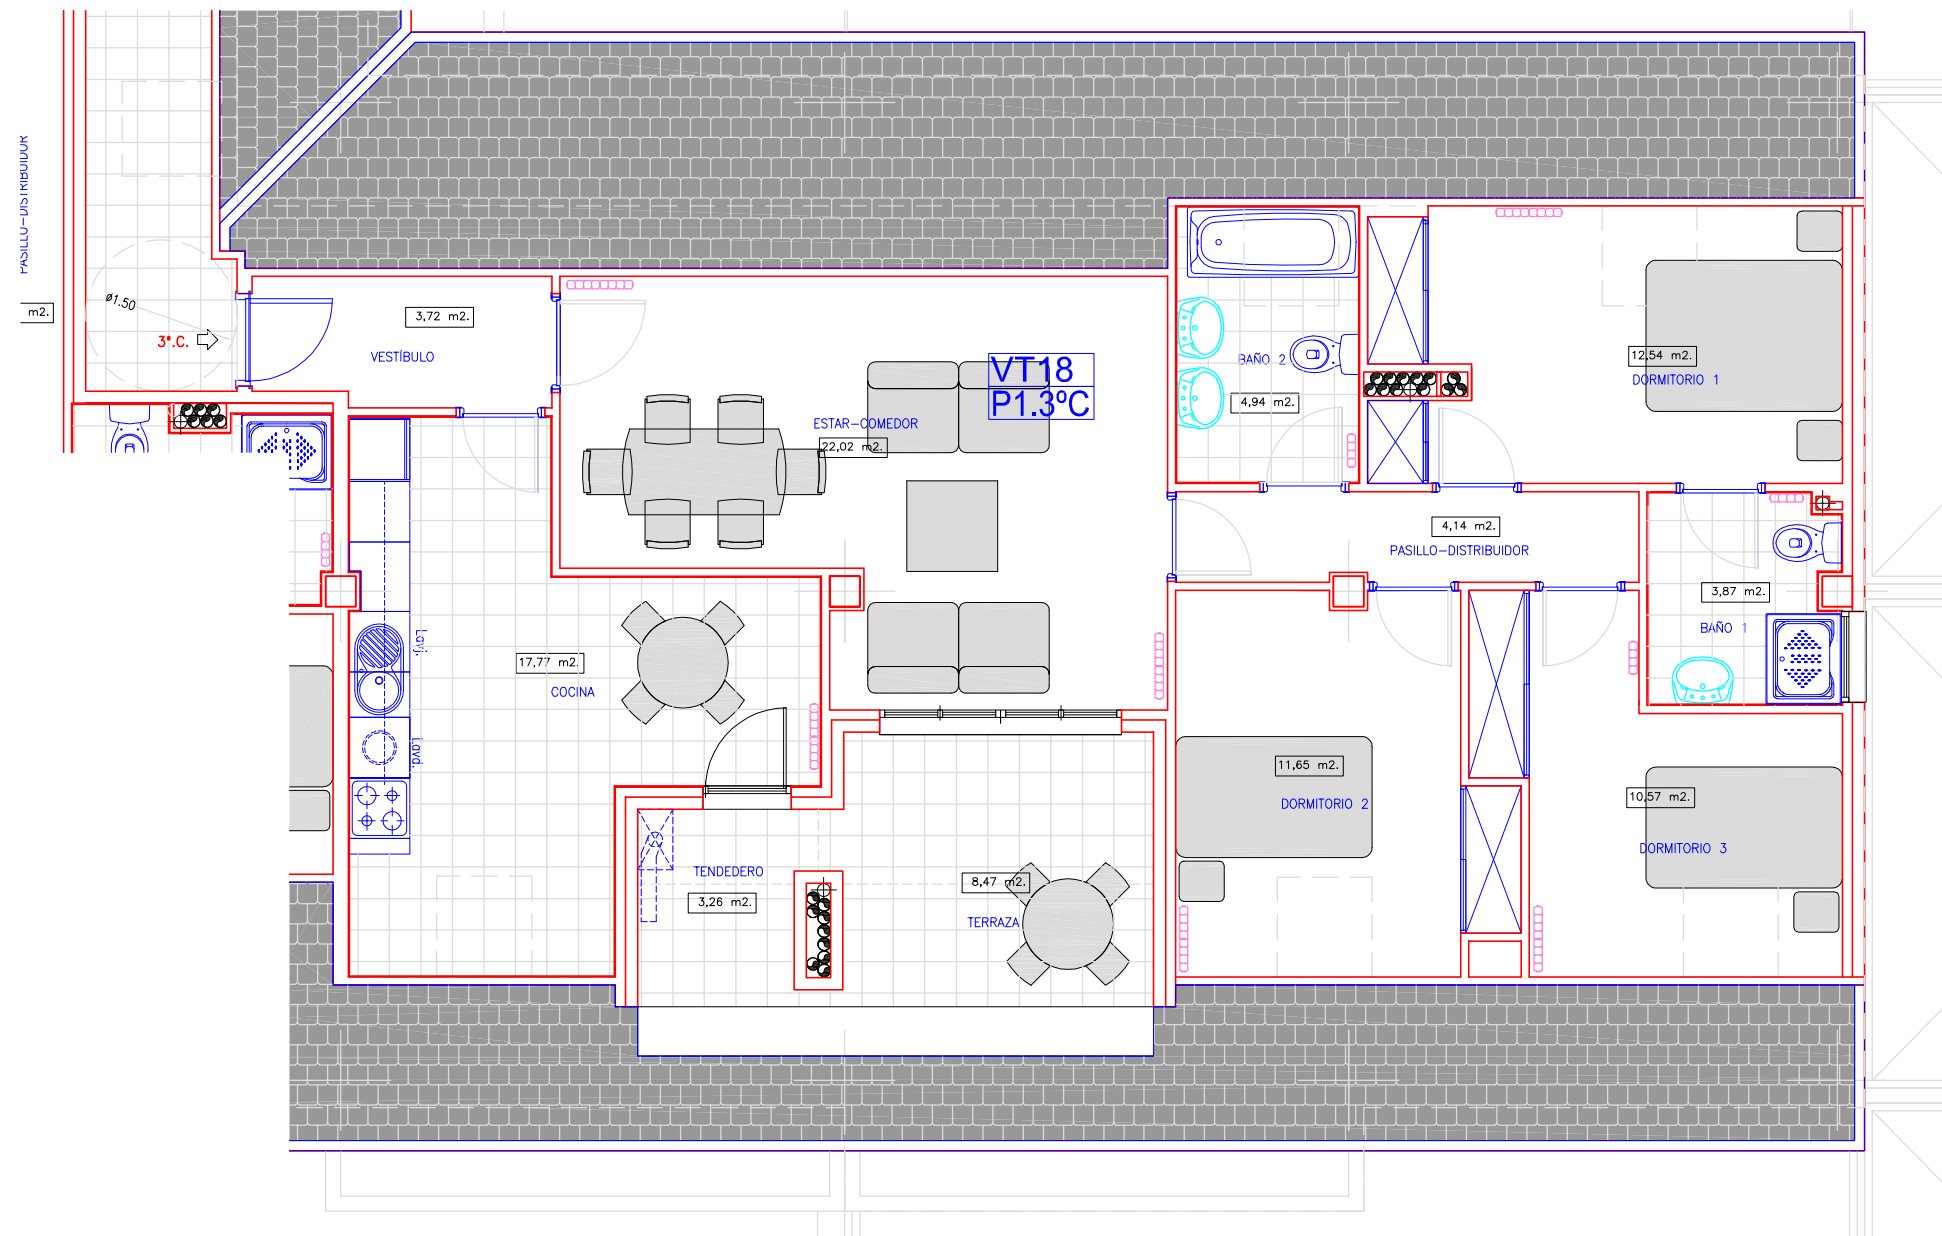 PASILLO-DISTRIBUIDOR
m2.
ø1.50
3ª.C.
3,72 m2.
VESTÍBULO
VT18
P1.3ºC
ESTAR-COMEDOR
22,02 m2.
BAÑO 2
4,94 m2.
12,54 m2.
DORMITORIO 1
4,14 m2.
PASILLO-DISTRIBUIDOR
3,87 m2.
BAÑO 1
Lavj.
17,77 m2.
COCINA
Lavd.
11,65 m2.
DORMITORIO 2
10,57 m2.
DORMITORIO 3
TENDEDERO
3,26 m2.
8,47 m2.
TERRAZA